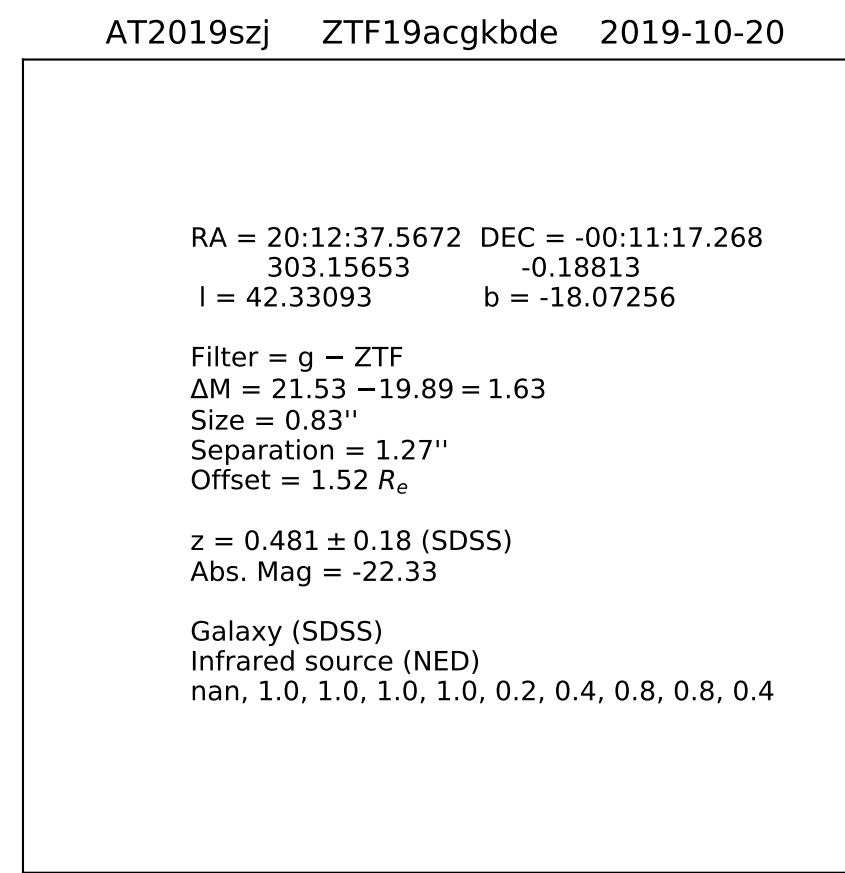 AT2019szj ZTF19acgkbde 2019-10-20
RA = 20:12:37.5672 DEC = -00:11:17.268
303.15653 -0.18813
l = 42.33093 b = -18.07256
Filter = g − ZTF
ΔM = 21.53 −19.89 = 1.63
Size = 0.83''
Separation = 1.27''
Offset = 1.52 Rₑ
z = 0.481 ± 0.18 (SDSS)
Abs. Mag = -22.33
Galaxy (SDSS)
Infrared source (NED)
nan, 1.0, 1.0, 1.0, 1.0, 0.2, 0.4, 0.8, 0.8, 0.4